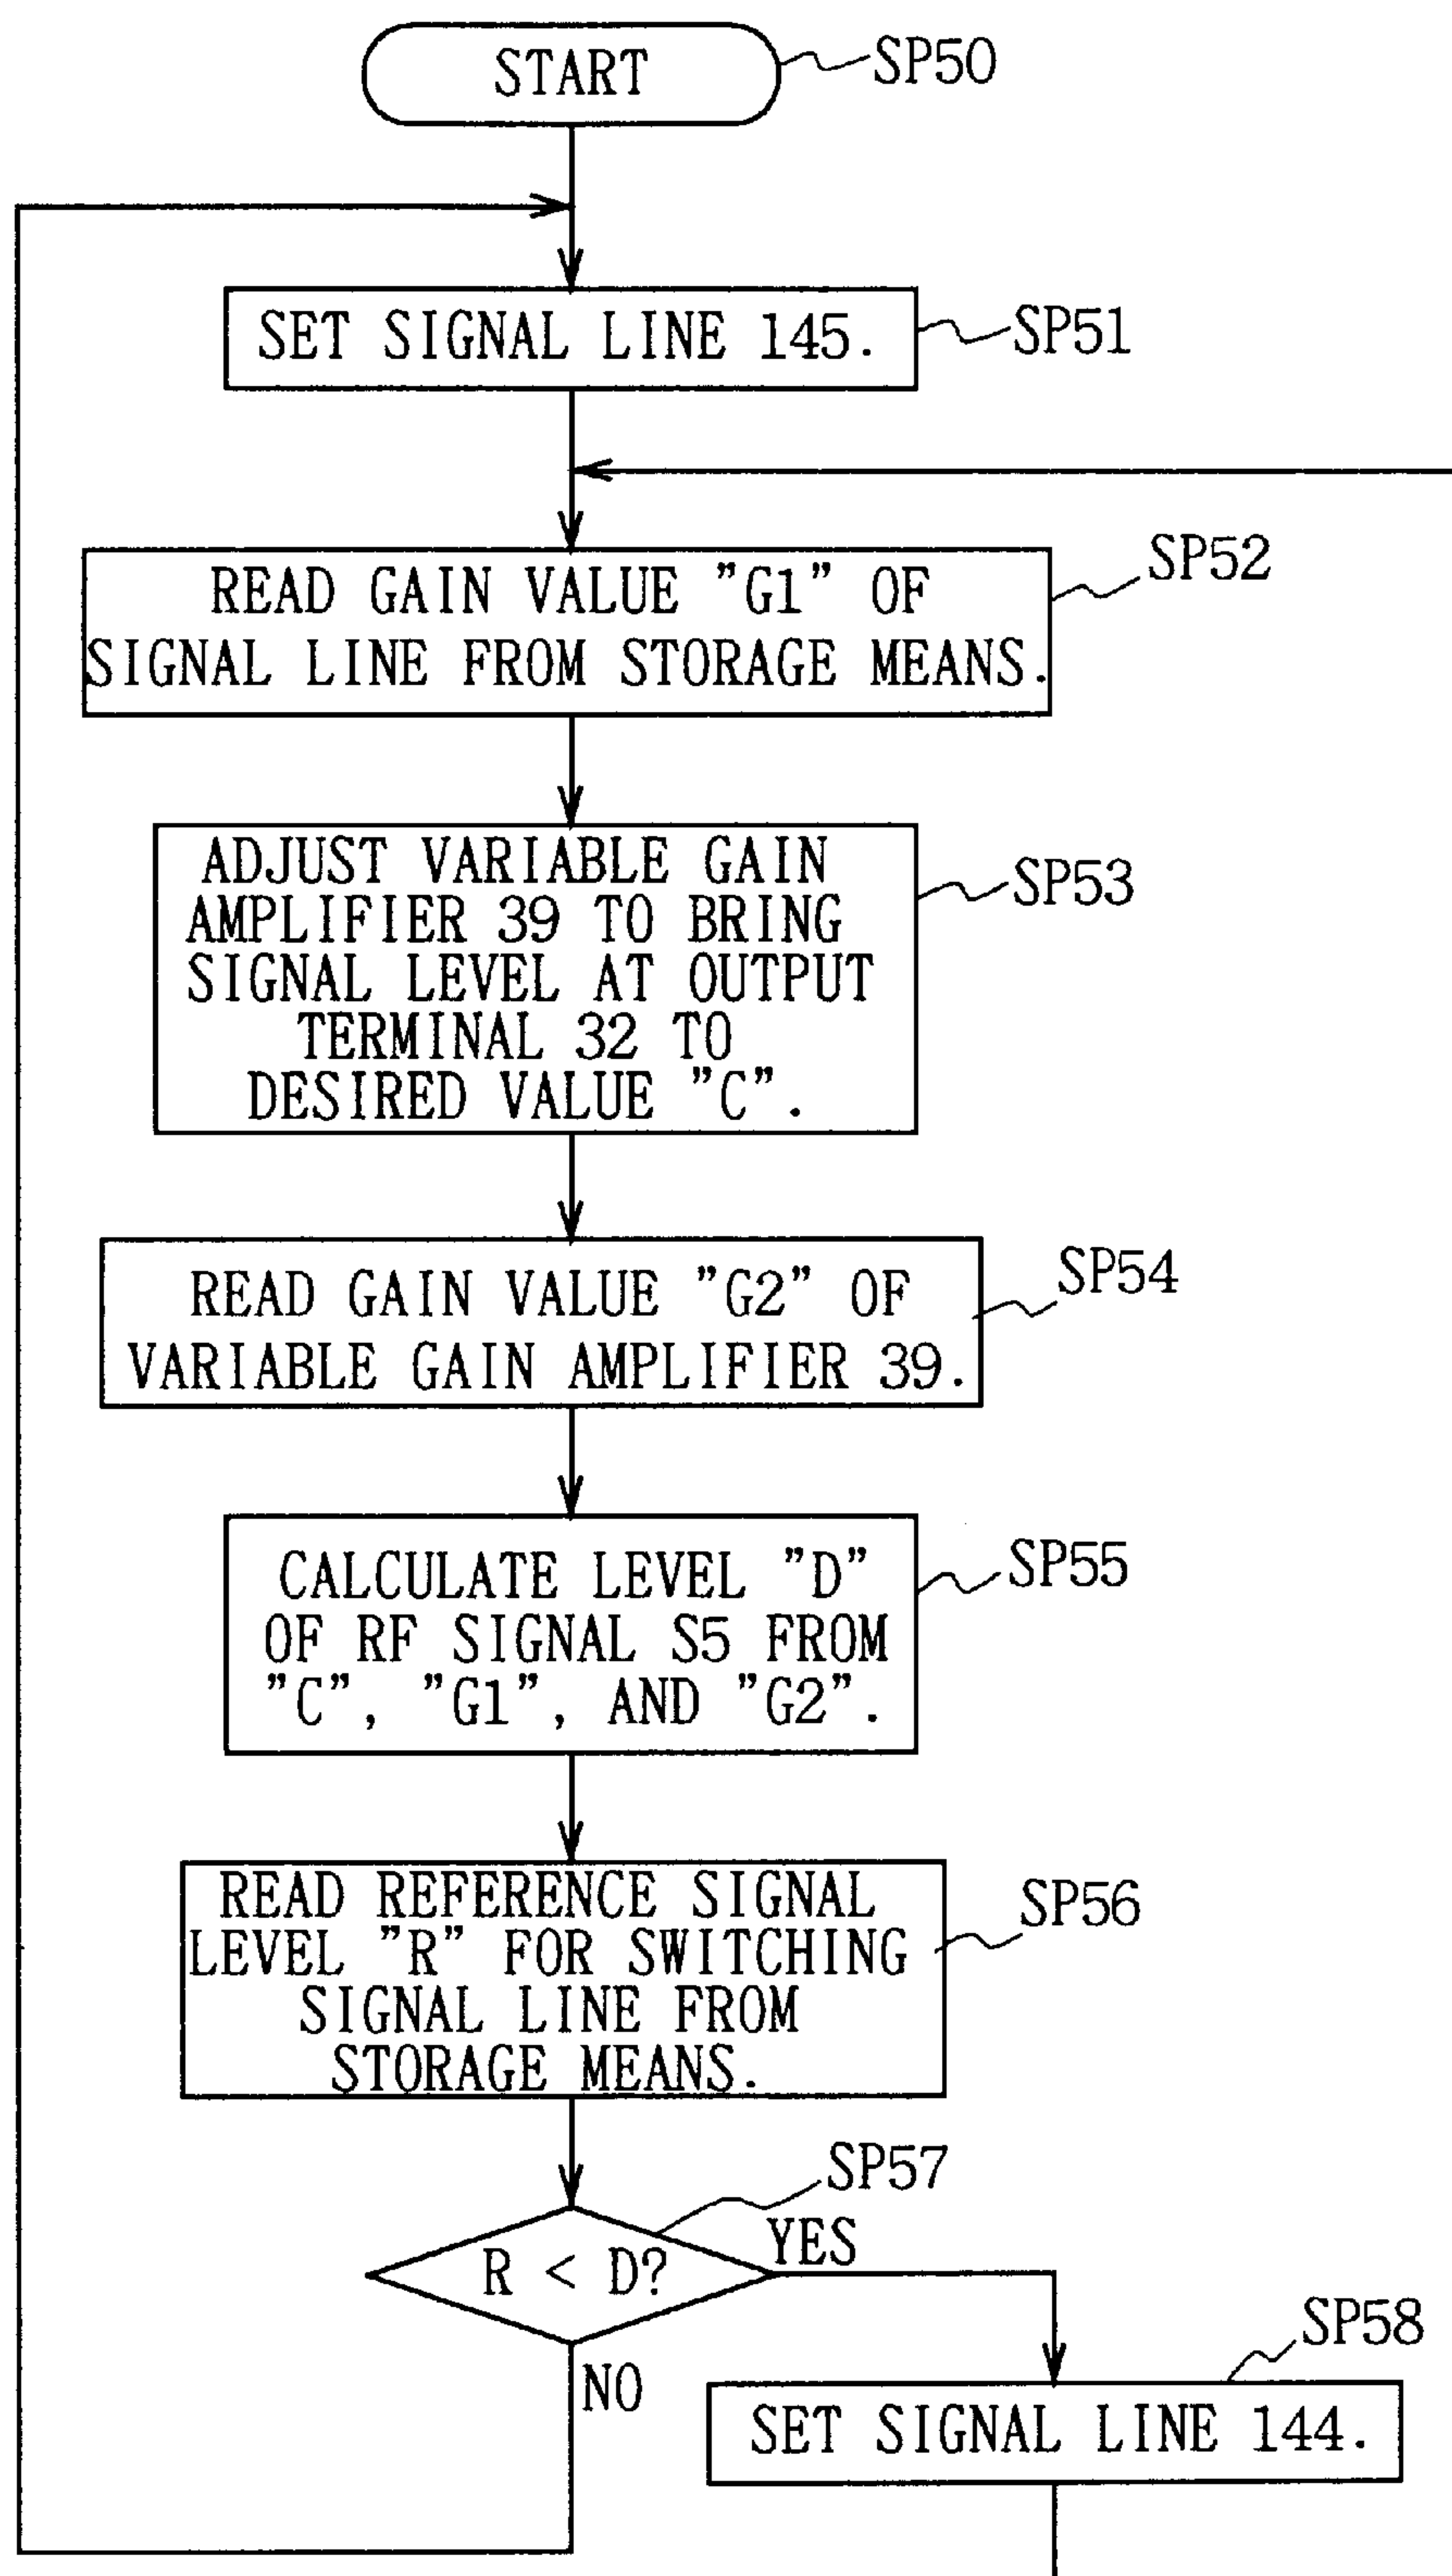 START
SP50
SET SIGNAL LINE 145.
SP51
SP52
READ GAIN VALUE "G1" OF
SIGNAL LINE FROM STORAGE MEANS.
ADJUST VARIABLE GAIN
AMPLIFIER 39 TO BRING
SIGNAL LEVEL AT OUTPUT
TERMINAL 32 TO
DESIRED VALUE "C".
SP53
READ GAIN VALUE "G2" OF
VARIABLE GAIN AMPLIFIER 39.
SP54
CALCULATE LEVEL "D"
OF RF SIGNAL S5 FROM
"C", "G1", AND "G2".
SP55
READ REFERENCE SIGNAL
LEVEL "R" FOR SWITCHING
SIGNAL LINE FROM
STORAGE MEANS.
SP56
SP57
R < D?
YES
NO
SP58
SET SIGNAL LINE 144.